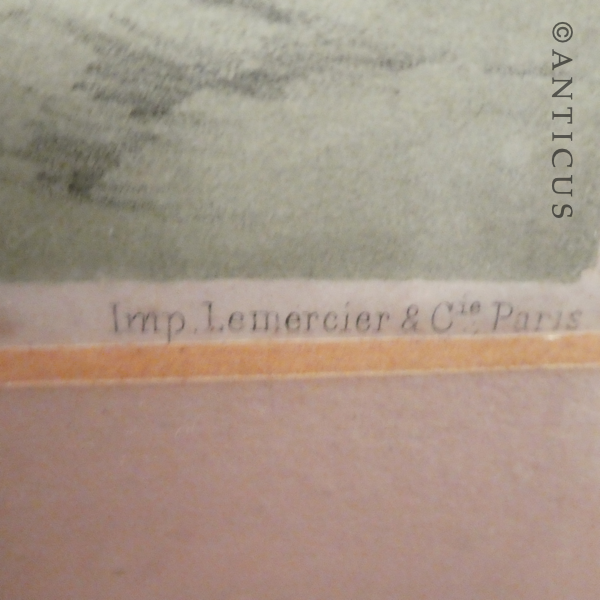 ©ANTICUS
Imp. Lemercier & Cie. Paris